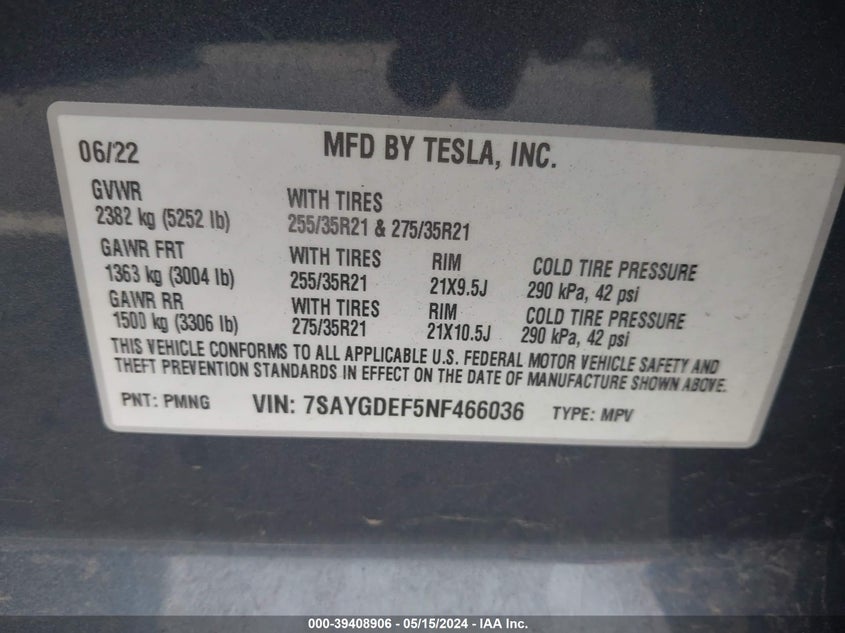 06/22 MFD BY TESLA, INC.
GVWR WITH TIRES
2382 kg (5252 lb) 255/35R21 & 275/35R21
GAWR FRT WITH TIRES RIM COLD TIRE PRESSURE
1363 kg (3004 lb) 255/35R21 21X9.5J 290 kPa, 42 psi
GAWR RR WITH TIRES RIM COLD TIRE PRESSURE
1500 kg (3306 lb) 275/35R21 21X10.5J 290 kPa, 42 psi
THIS VEHICLE CONFORMS TO ALL APPLICABLE U.S. FEDERAL MOTOR VEHICLE SAFETY AND
THEFT PREVENTION STANDARDS IN EFFECT ON THE DATE OF MANUFACTURE SHOWN ABOVE.
PNT: PMNG VIN: 7SAYGDEF5NF466036 TYPE: MPV
000-39408906 - 05/15/2024 - IAA Inc.